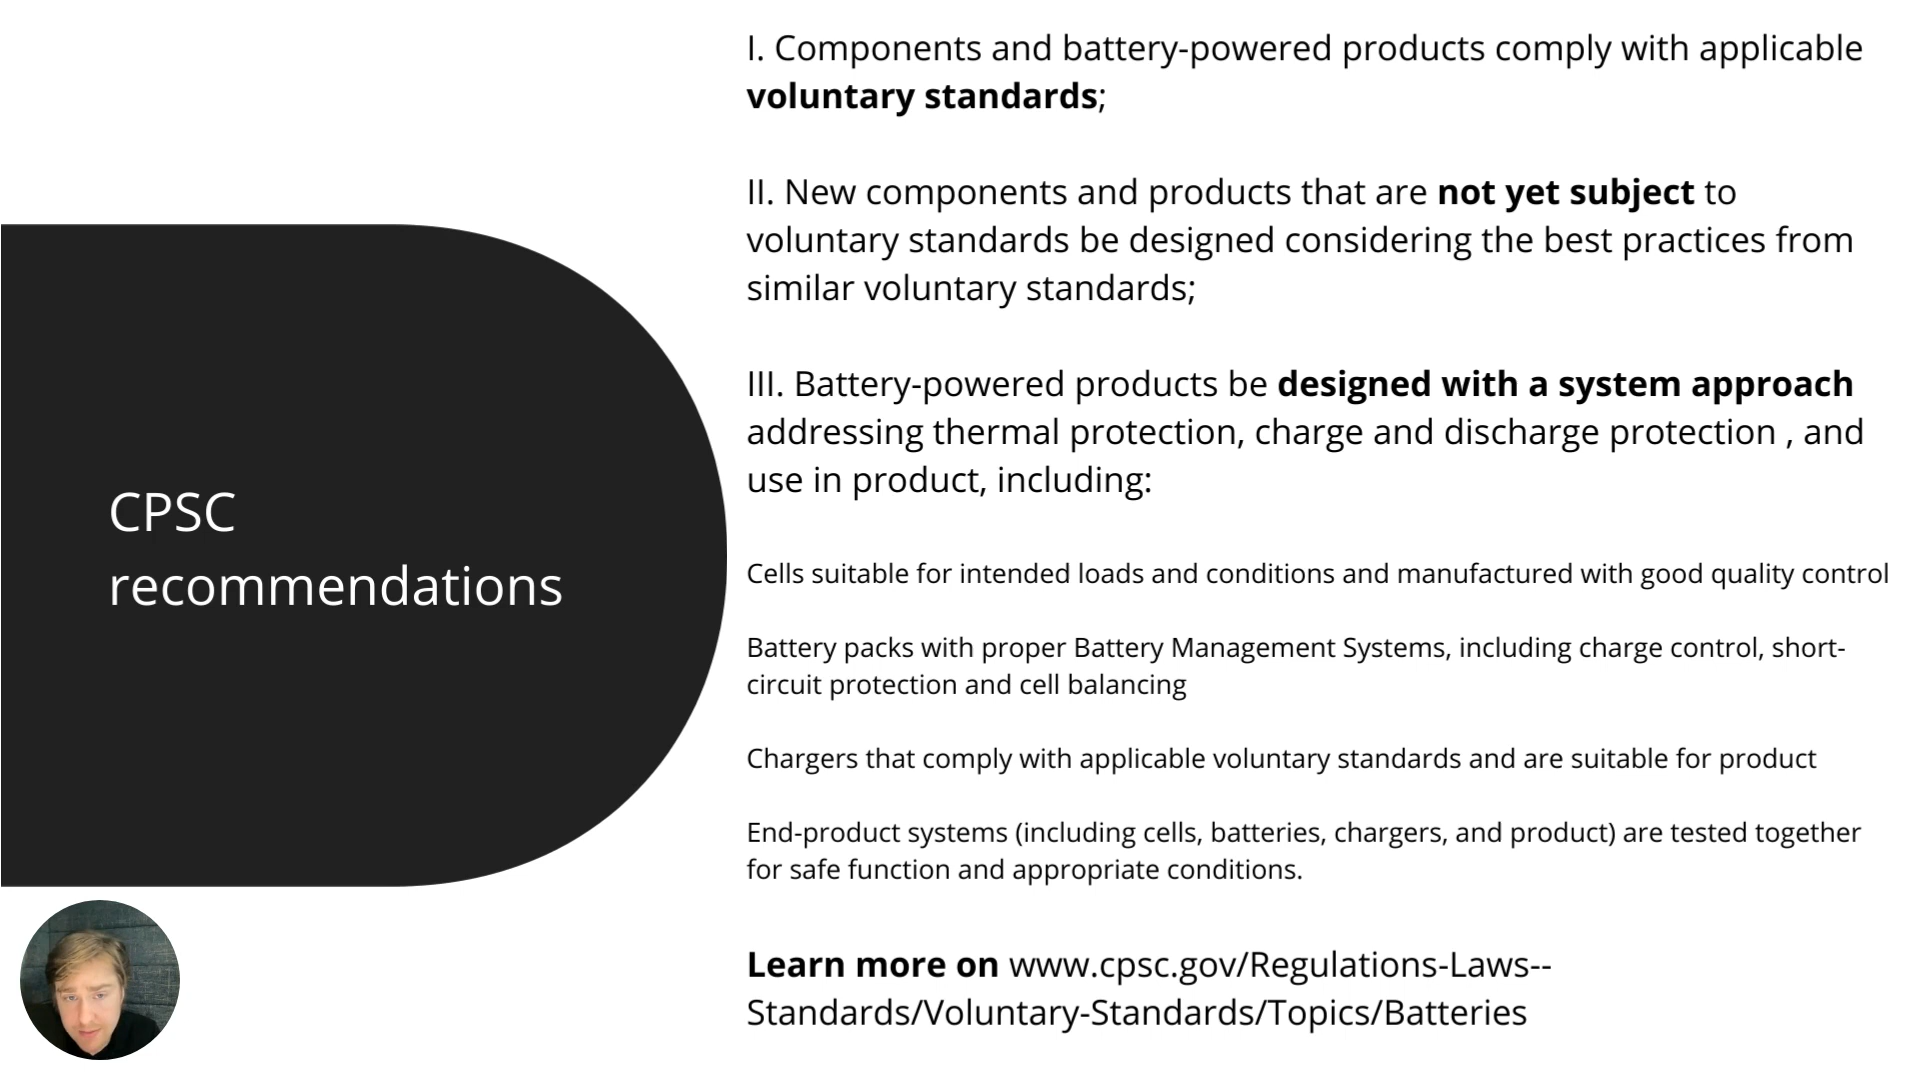 CPSC
recommendations
I. Components and battery-powered products comply with applicable
voluntary standards;
II. New components and products that are not yet subject to
voluntary standards be designed considering the best practices from
similar voluntary standards;
III. Battery-powered products be designed with a system approach
addressing thermal protection, charge and discharge protection , and
use in product, including:
Cells suitable for intended loads and conditions and manufactured with good quality control
Battery packs with proper Battery Management Systems, including charge control, short-
circuit protection and cell balancing
Chargers that comply with applicable voluntary standards and are suitable for product
End-product systems (including cells, batteries, chargers, and product) are tested together
for safe function and appropriate conditions.
Learn more on www.cpsc.gov/Regulations-Laws--
Standards/Voluntary-Standards/Topics/Batteries